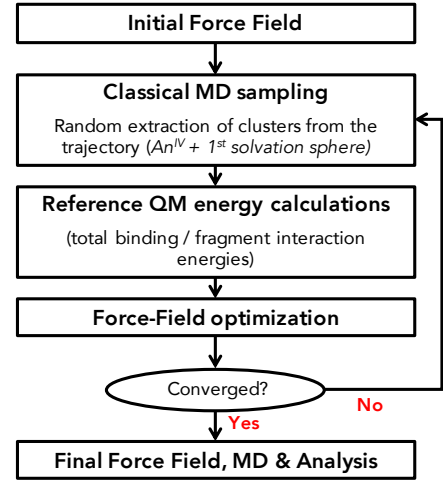 Initial Force Field
Classical MD sampling
Random extraction of clusters from the
trajectory (An^IV + 1^st solvation sphere)
Reference QM energy calculations
(total binding / fragment interaction
energies)
Force-Field optimization
Converged?
No
Yes
Final Force Field, MD & Analysis